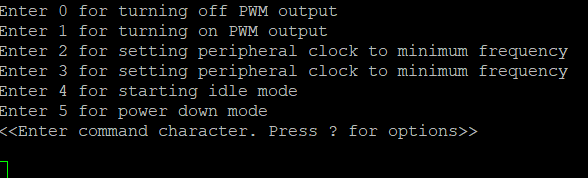 Enter 0 for turning off PWM output
Enter 1 for turning on PWM output
Enter 2 for setting peripheral clock to minimum frequency
Enter 3 for setting peripheral clock to minimum frequency
Enter 4 for starting idle mode
Enter 5 for power down mode
<<Enter command character. Press ? for options>>